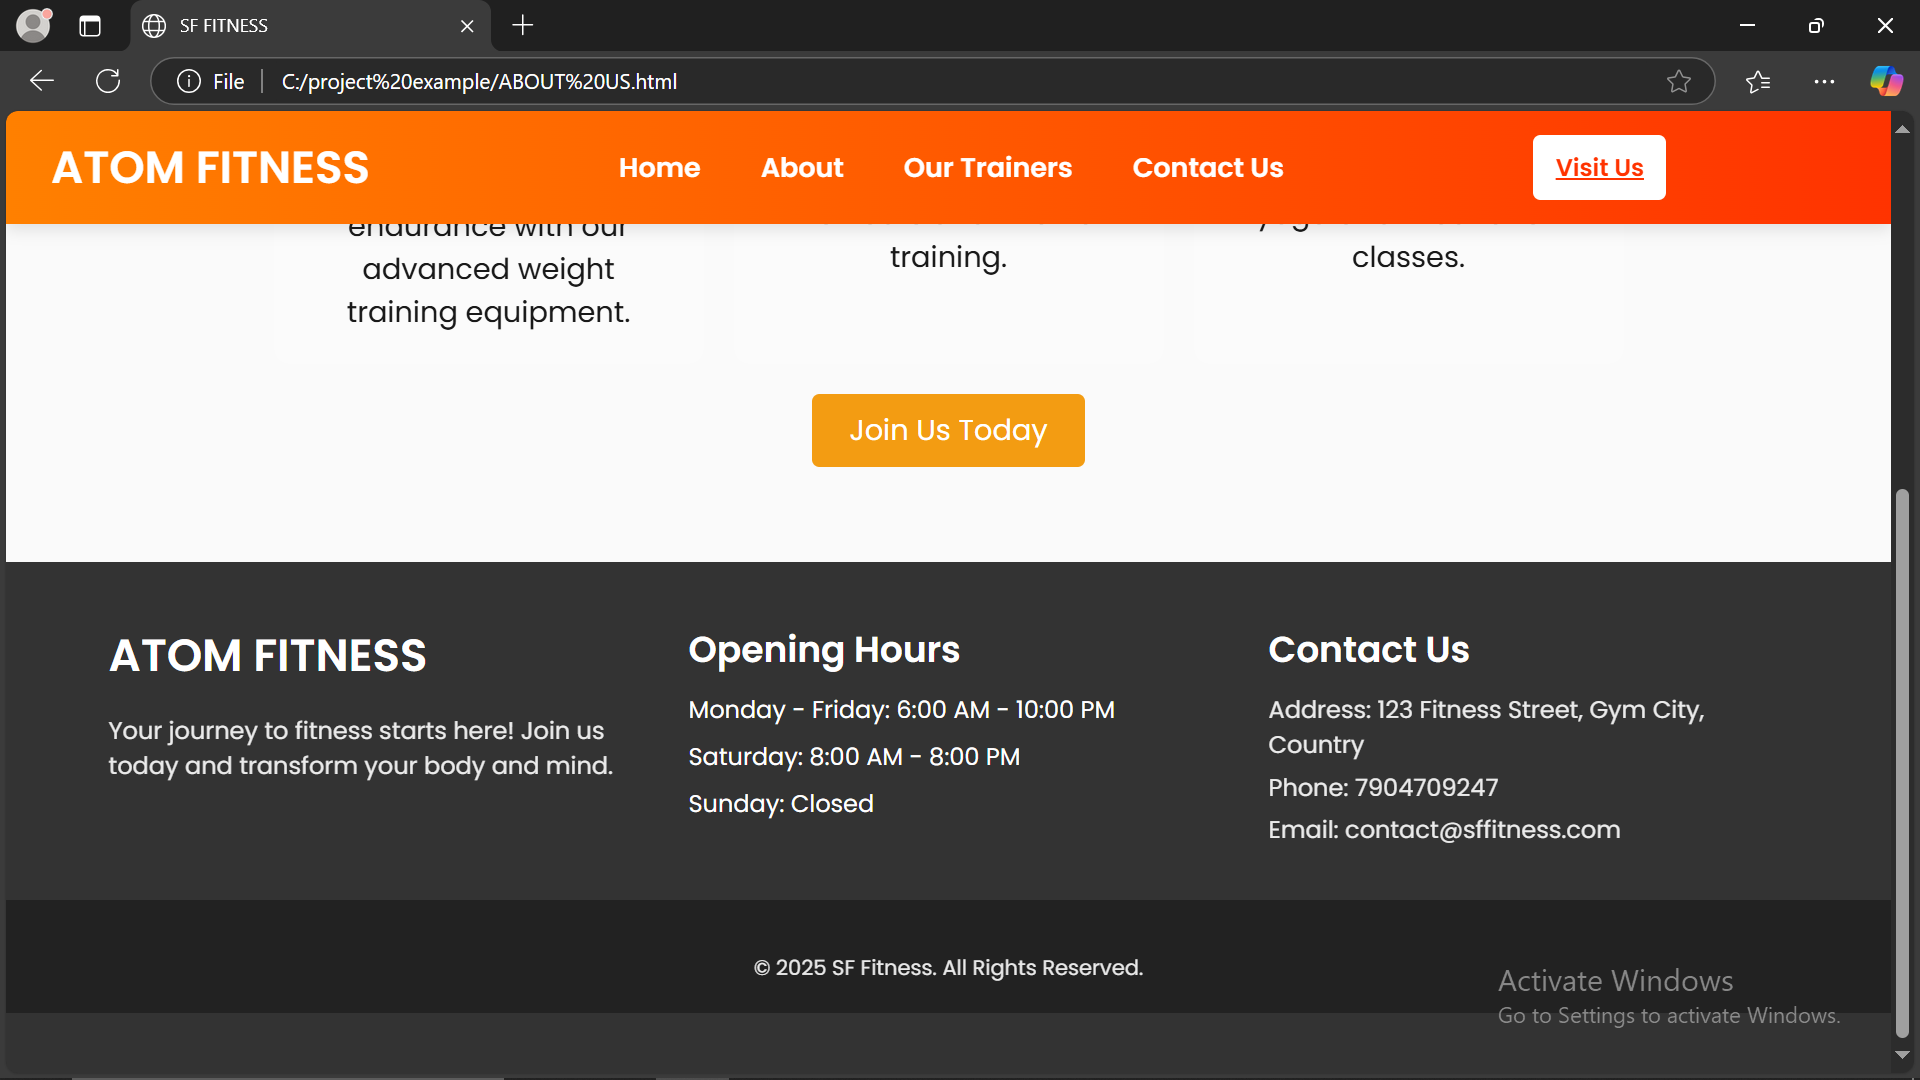 SF FITNESS
File
C:/project%20example/ABOUT%20US.html
ATOM FITNESS
Home
About
Our Trainers
Contact Us
Visit Us
endurance with our
advanced weight
training equipment.
training.
classes.
Join Us Today
ATOM FITNESS
Your journey to fitness starts here! Join us
today and transform your body and mind.
Opening Hours
Monday - Friday: 6:00 AM - 10:00 PM
Saturday: 8:00 AM - 8:00 PM
Sunday: Closed
Contact Us
Address: 123 Fitness Street, Gym City,
Country
Phone: 7904709247
Email: contact@sffitness.com
© 2025 SF Fitness. All Rights Reserved.
Activate Windows
Go to Settings to activate Windows.